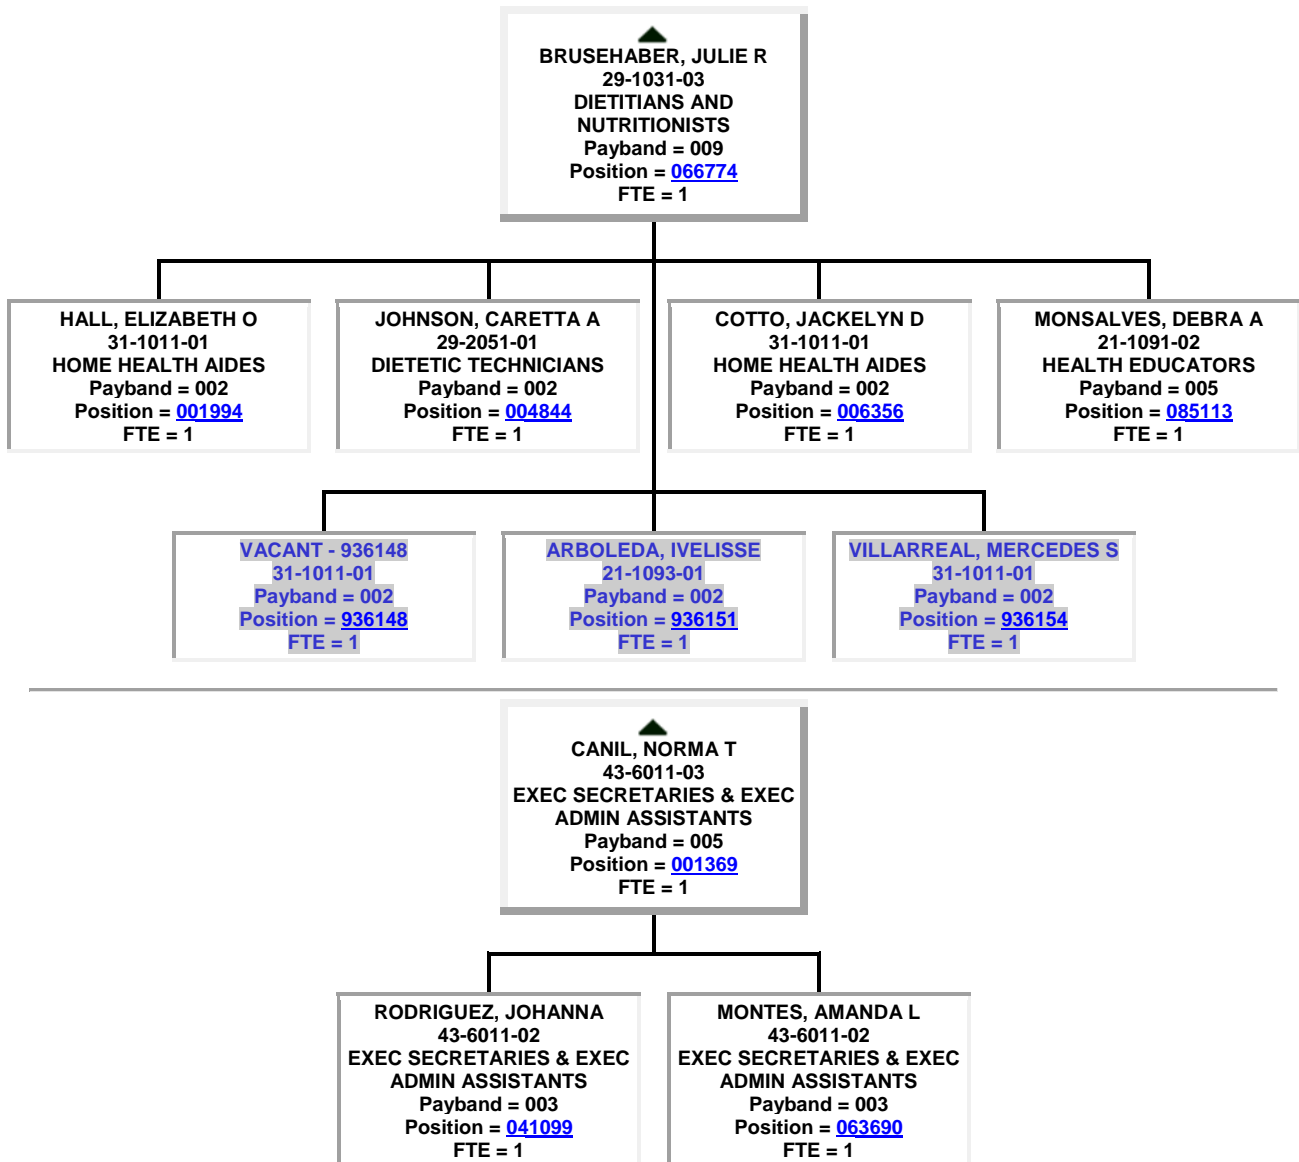 BRUSEHABER, JULIE R
29-1031-03
DIETITIANS AND
NUTRITIONISTS
Payband = 009
Position = 066774
FTE = 1
HALL, ELIZABETH O
31-1011-01
HOME HEALTH AIDES
Payband = 002
Position = 001994
FTE = 1
JOHNSON, CARETTA A
29-2051-01
DIETETIC TECHNICIANS
Payband = 002
Position = 004844
FTE = 1
COTTO, JACKELYN D
31-1011-01
HOME HEALTH AIDES
Payband = 002
Position = 006356
FTE = 1
MONSALVES, DEBRA A
21-1091-02
HEALTH EDUCATORS
Payband = 005
Position = 085113
FTE = 1
VACANT - 936148
31-1011-01
Payband = 002
Position = 936148
FTE = 1
ARBOLEDA, IVELISSE
21-1093-01
Payband = 002
Position = 936151
FTE = 1
VILLARREAL, MERCEDES S
31-1011-01
Payband = 002
Position = 936154
FTE = 1
CANIL, NORMA T
43-6011-03
EXEC SECRETARIES & EXEC
ADMIN ASSISTANTS
Payband = 005
Position = 001369
FTE = 1
RODRIGUEZ, JOHANNA
43-6011-02
EXEC SECRETARIES & EXEC
ADMIN ASSISTANTS
Payband = 003
Position = 041099
FTE = 1
MONTES, AMANDA L
43-6011-02
EXEC SECRETARIES & EXEC
ADMIN ASSISTANTS
Payband = 003
Position = 063690
FTE = 1